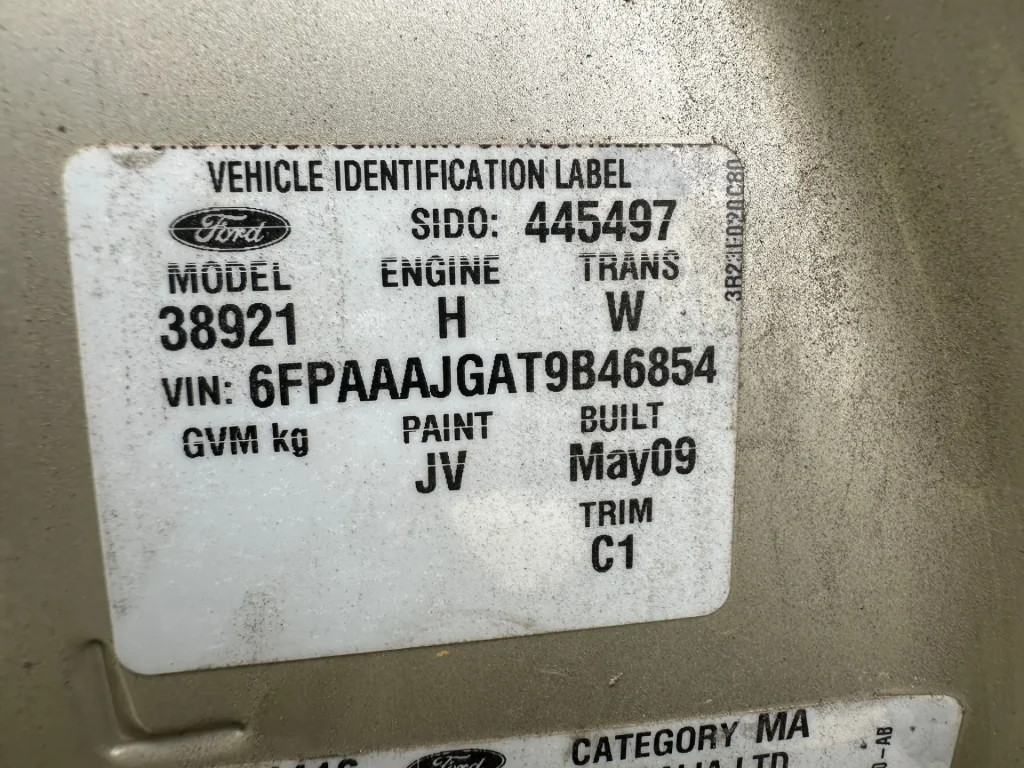 VEHICLE IDENTIFICATION LABEL
Ford SIDO: 445497
MODEL ENGINE TRANS
38921 H W
VIN: 6FPAAAJGAT9B46854
GVM kg PAINT BUILT
JV May09
TRIM
C1
Ford CATEGORY MA
LTD